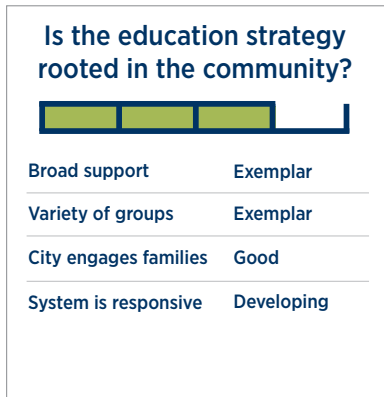 Is the education strategy
rooted in the community?
Broad support Exemplar
Variety of groups Exemplar
City engages families Good
System is responsive Developing